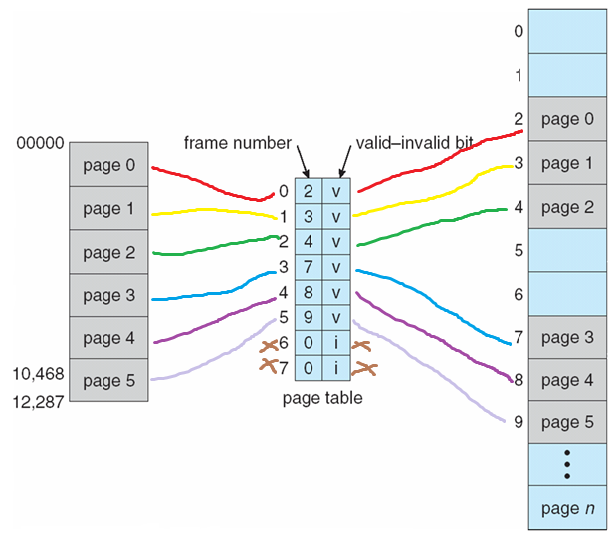 00000
page 0
page 1
page 2
page 3
page 4
page 5
10,468
12,287
frame number
valid–invalid bit
0 2 v
1 3 v
2 4 v
3 7 v
4 8 v
5 9 v
6 0 i
7 0 i
page table
0
1
2 page 0
3 page 1
4 page 2
5
6
7 page 3
8 page 4
9 page 5
page n